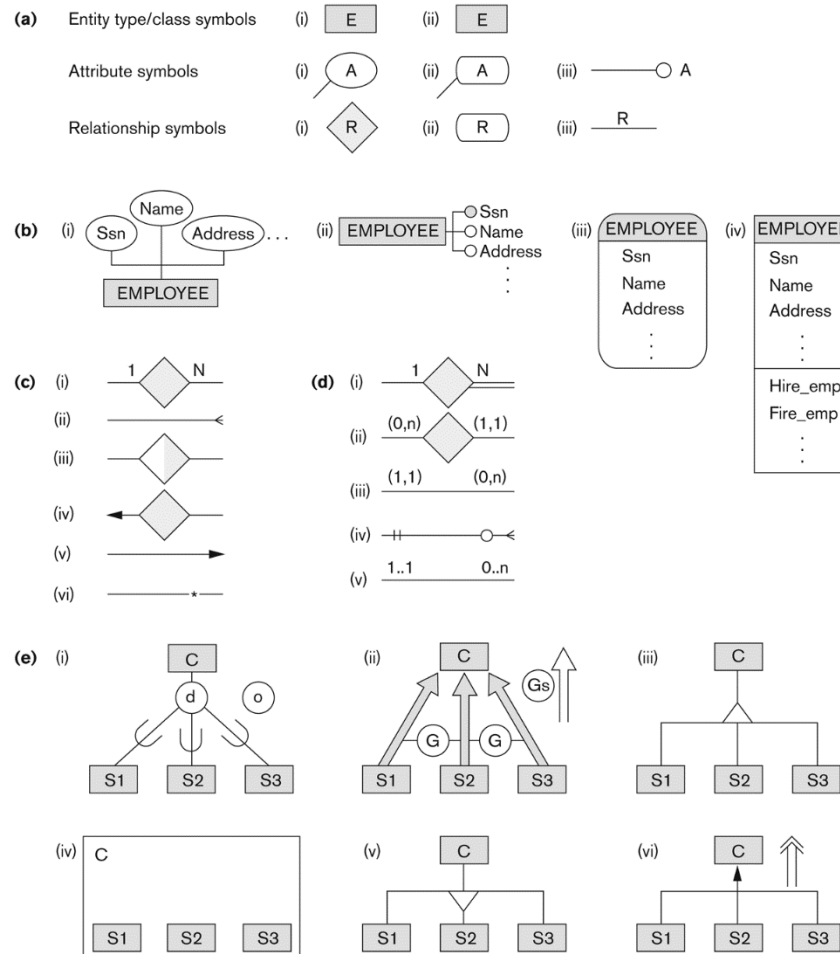 (a) Entity type/class symbols (i) E (ii) E
Attribute symbols (i) A (ii) A (iii) A
Relationship symbols (i) R (ii) R (iii) R
(b) (i) Ssn Name Address . . .
EMPLOYEE
(ii) EMPLOYEE Ssn
Name
Address
(iii) EMPLOYEE
Ssn
Name
Address
(iv) EMPLOYE
Ssn
Name
Address
Hire_emp
Fire_emp
(c) (i) 1 N
(ii)
(iii)
(iv)
(v)
(vi) *
(d) (i) 1 N
(ii) (0,n) (1,1)
(iii) (1,1) (0,n)
(iv)
(v) 1..1 0..n
(e) (i) C
d o
S1 S2 S3
(ii) C
Gs
G G
S1 S2 S3
(iii) C
S1 S2 S3
(iv) C
S1 S2 S3
(v) C
S1 S2 S3
(vi) C
S1 S2 S3